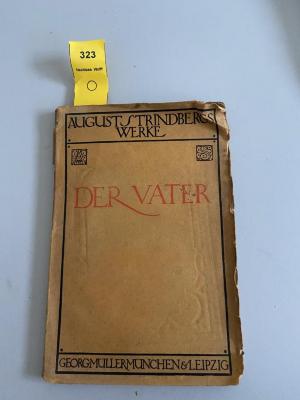 323
AUGUST STRINDBERGS
WERKE
DER VATER
GEORG MÜLLER MÜNCHEN & LEIPZIG